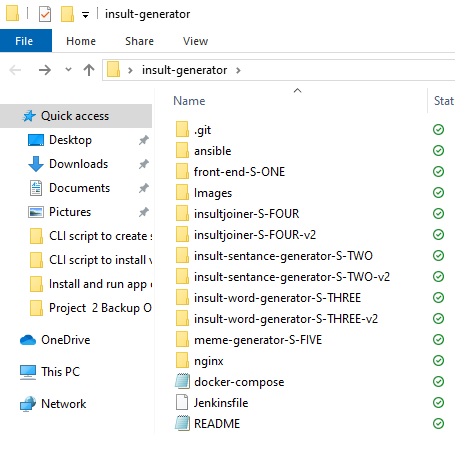 insult-generator
File Home Share View
insult-generator
Name Stat
Quick access
Desktop
Downloads
Documents
Pictures
CLI script to create s
CLI script to install v
Install and run app o
Project 2 Backup O
OneDrive
This PC
Network
.git
ansible
front-end-S-ONE
Images
insultjoiner-S-FOUR
insultjoiner-S-FOUR-v2
insult-sentance-generator-S-TWO
insult-sentance-generator-S-TWO-v2
insult-word-generator-S-THREE
insult-word-generator-S-THREE-v2
meme-generator-S-FIVE
nginx
docker-compose
Jenkinsfile
README